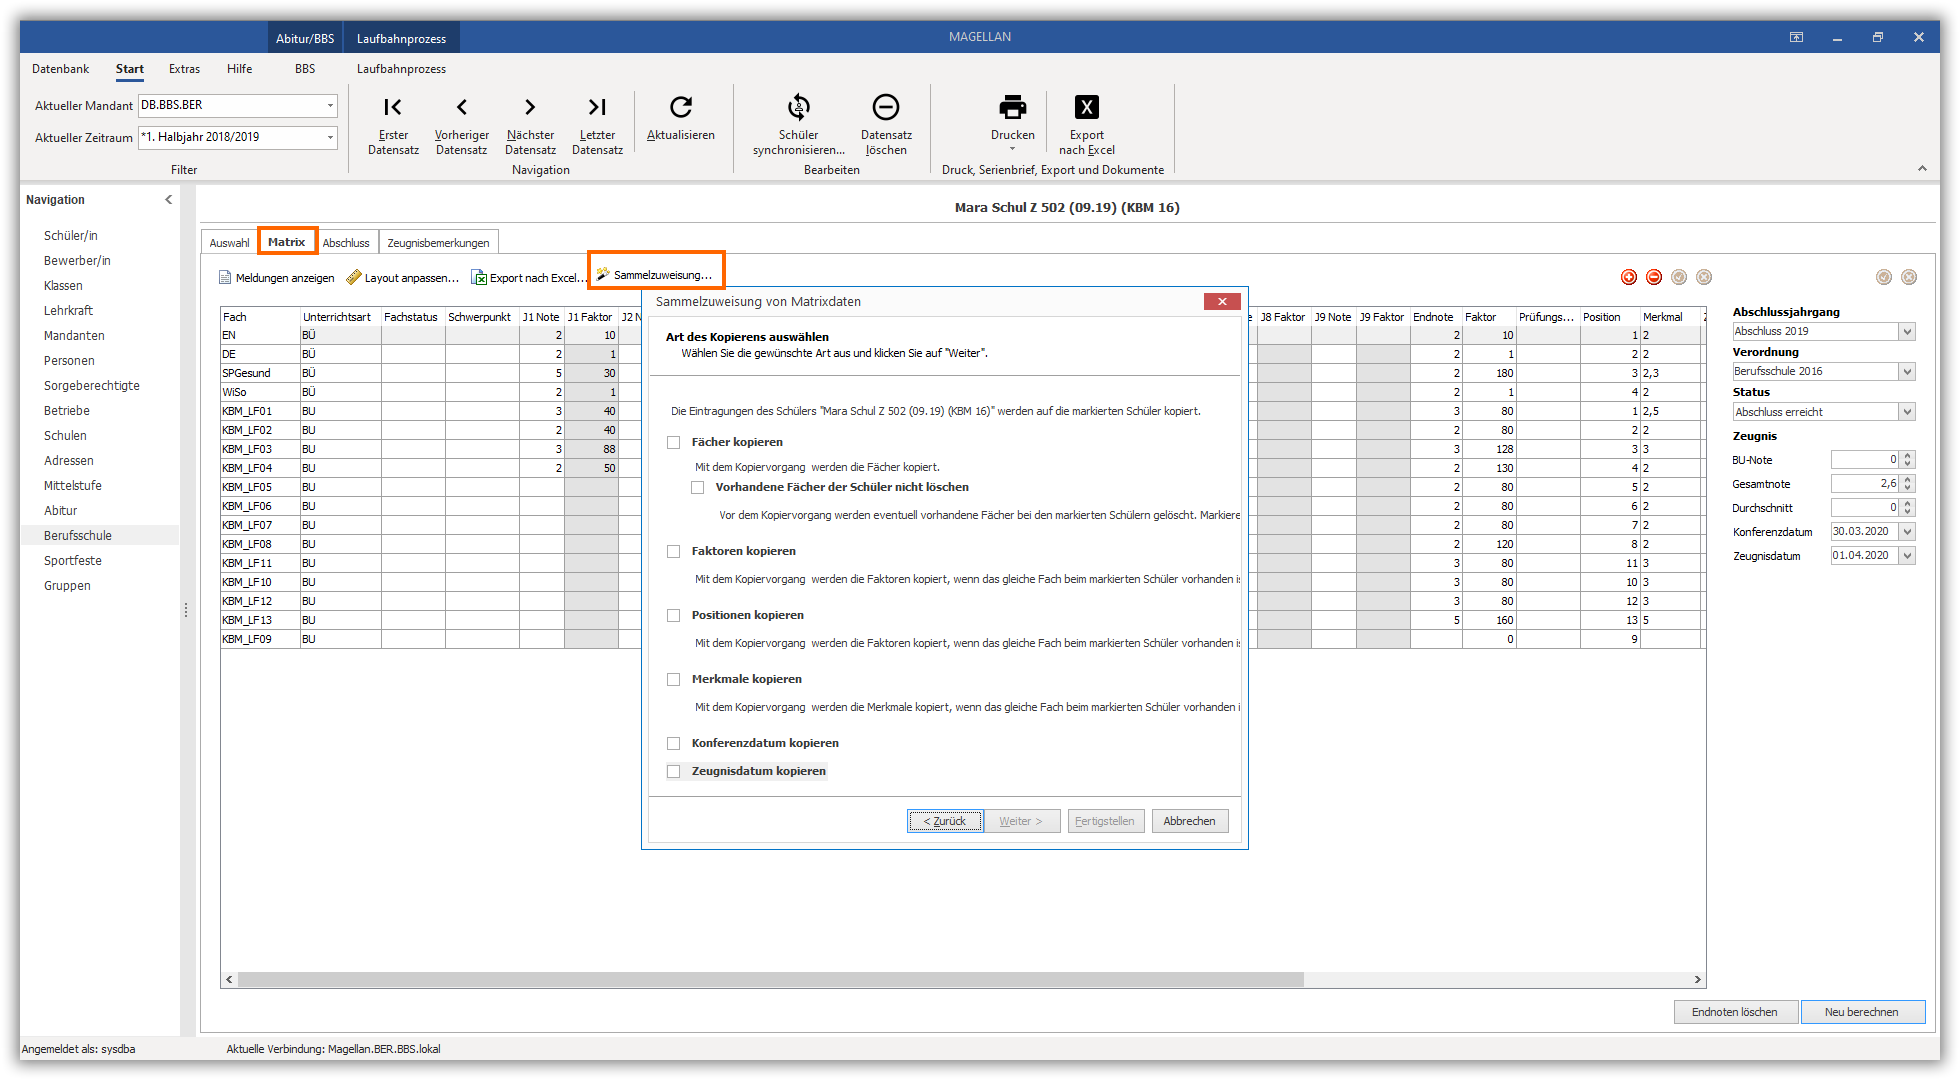 Abitur/BBS Laufbahnprozess MAGELLAN
Datenbank Start Extras Hilfe BBS Laufbahnprozess
Aktueller Mandant DB.BBS.BER
Aktueller Zeitraum *1. Halbjahr 2018/2019
Filter
Erster Datensatz
Vorheriger Datensatz
Nächster Datensatz
Letzter Datensatz
Aktualisieren
Navigation
Schüler synchronisieren...
Datensatz löschen
Bearbeiten
Drucken
Export nach Excel
Druck, Serienbrief, Export und Dokumente
Navigation
Schüler/in
Bewerber/in
Klassen
Lehrkraft
Mandanten
Personen
Sorgeberechtigte
Betriebe
Schulen
Adressen
Mittelstufe
Abitur
Berufsschule
Sportfeste
Gruppen
Mara Schul Z 502 (09.19) (KBM 16)
Auswahl Matrix Abschluss Zeugnisbemerkungen
Meldungen anzeigen Layout anpassen... Export nach Excel... Sammelzuweisung...
Fach Unterrichtsart Fachstatus Schwerpunkt J1 Note J1 Faktor J2 N
EN BÜ 2 10
DE BÜ 2 1
SPGesund BÜ 5 30
WiSo BÜ 2 1
KBM_LF01 BU 3 40
KBM_LF02 BU 2 40
KBM_LF03 BU 3 88
KBM_LF04 BU 2 50
KBM_LF05 BU
KBM_LF06 BU
KBM_LF07 BU
KBM_LF08 BU
KBM_LF11 BU
KBM_LF10 BU
KBM_LF12 BU
KBM_LF13 BU
KBM_LF09 BU
Sammelzuweisung von Matrixdaten
Art des Kopierens auswählen
Wählen Sie die gewünschte Art aus und klicken Sie auf "Weiter".
Die Eintragungen des Schülers "Mara Schul Z 502 (09.19) (KBM 16)" werden auf die markierten Schüler kopiert.
Fächer kopieren
Mit dem Kopiervorgang werden die Fächer kopiert.
Vorhandene Fächer der Schüler nicht löschen
Vor dem Kopiervorgang werden eventuell vorhandene Fächer bei den markierten Schülern gelöscht. Markiere
Faktoren kopieren
Mit dem Kopiervorgang werden die Faktoren kopiert, wenn das gleiche Fach beim markierten Schüler vorhanden is
Positionen kopieren
Mit dem Kopiervorgang werden die Faktoren kopiert, wenn das gleiche Fach beim markierten Schüler vorhanden is
Merkmale kopieren
Mit dem Kopiervorgang werden die Merkmale kopiert, wenn das gleiche Fach beim markierten Schüler vorhanden i
Konferenzdatum kopieren
Zeugnisdatum kopieren
< Zurück Weiter > Fertigstellen Abbrechen
e J8 Faktor J9 Note J9 Faktor Endnote Faktor Prüfungs... Position Merkmal
2 10 1 2
2 1 2 2
2 180 3 2,3
2 1 4 2
3 80 1 2,5
2 80 2 2
3 128 3 3
2 130 4 2
2 80 5 2
2 80 6 2
2 80 7 2
2 120 8 2
3 80 11 3
3 80 10 3
3 80 12 3
5 160 13 5
0 9
Abschlussjahrgang
Abschluss 2019
Verordnung
Berufsschule 2016
Status
Abschluss erreicht
Zeugnis
BU-Note 0
Gesamtnote 2,6
Durchschnitt 0
Konferenzdatum 30.03.2020
Zeugnisdatum 01.04.2020
Endnoten löschen Neu berechnen
Angemeldet als: sysdba Aktuelle Verbindung: Magellan.BER.BBS.lokal